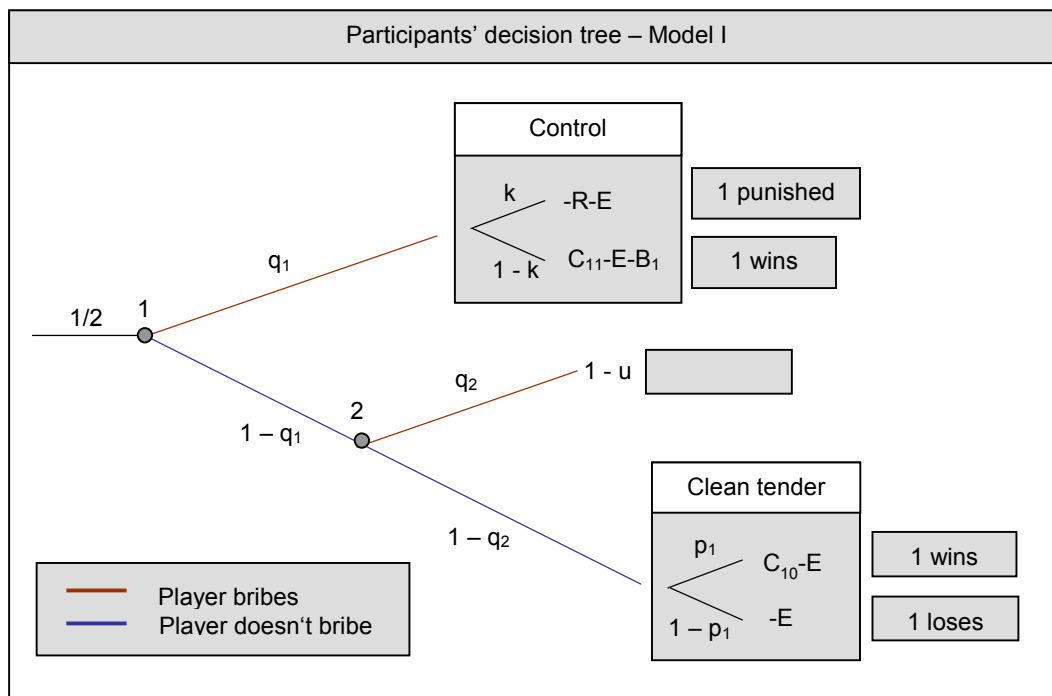 Participants’ decision tree – Model I
Control
k
-R-E
1 punished
1 - k
C₁₁-E-B₁
1 wins
q₁
1/2
1
1 – q₁
2
q₂
1 - u
1 – q₂
Clean tender
p₁
C₁₀-E
1 wins
1 – p₁
-E
1 loses
Player bribes
Player doesn‘t bribe